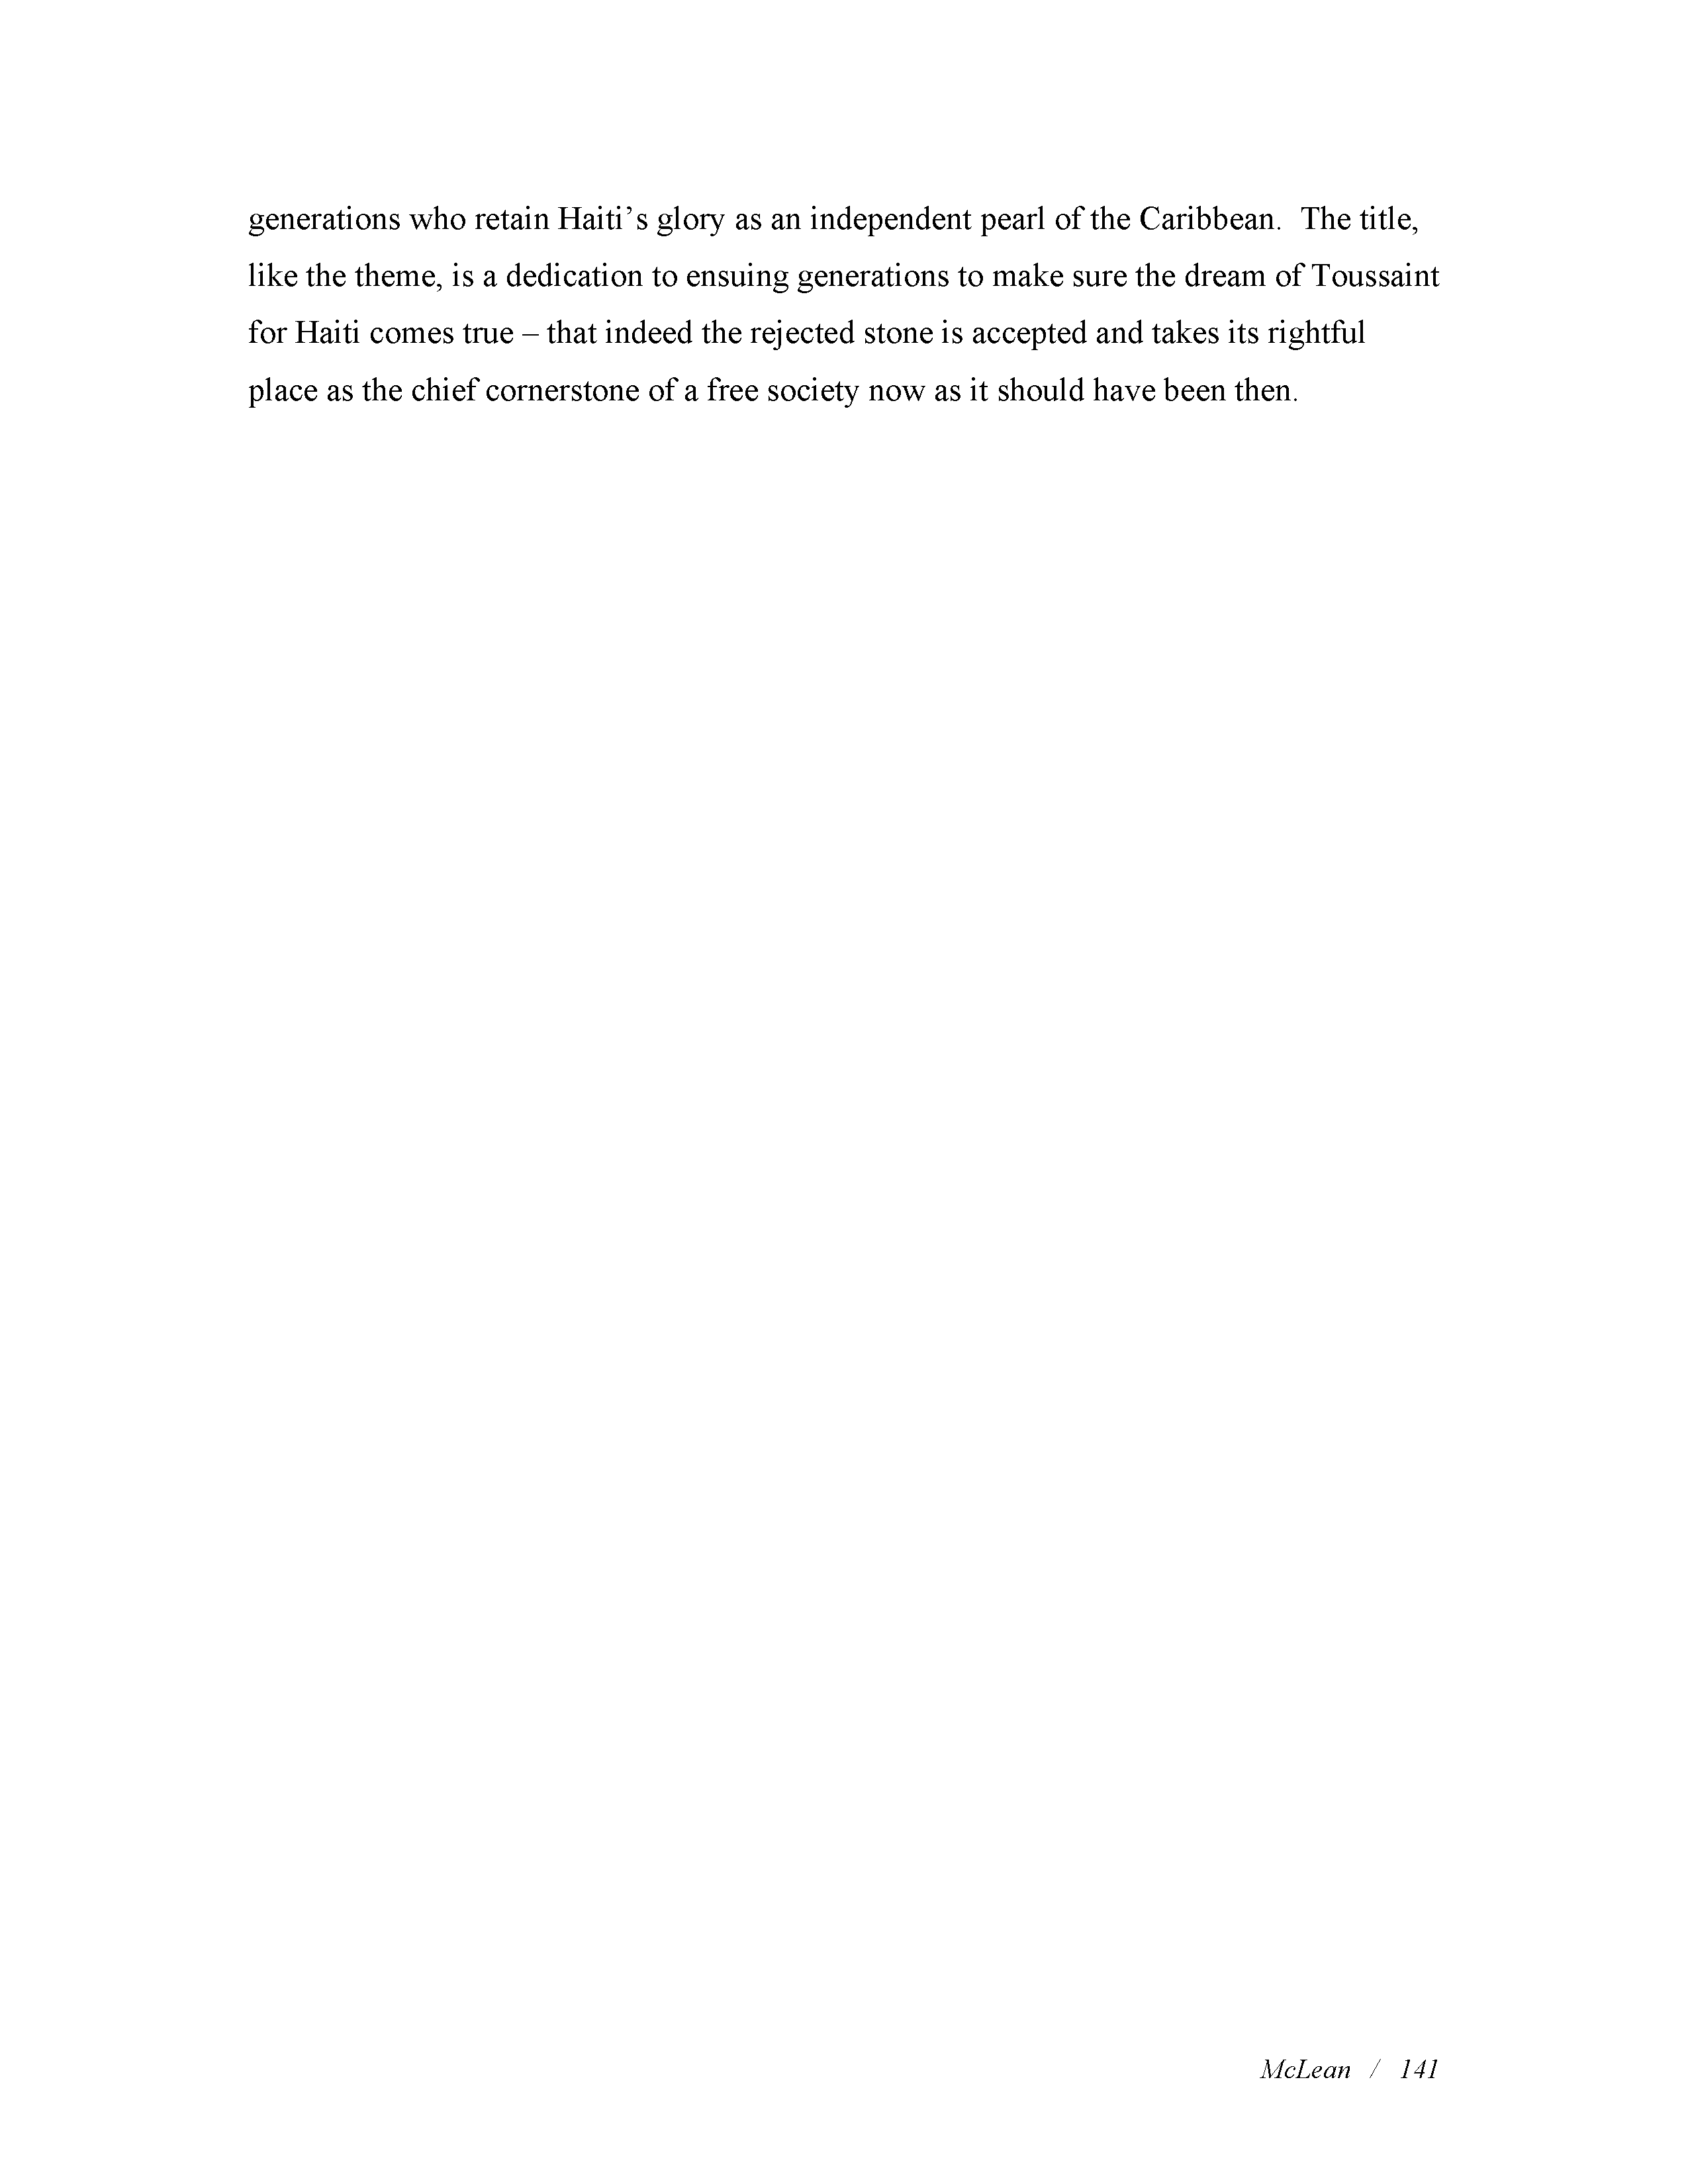 generations who retain Haiti’s glory as an independent pearl of the Caribbean.  The title,
like the theme, is a dedication to ensuing generations to make sure the dream of Toussaint
for Haiti comes true – that indeed the rejected stone is accepted and takes its rightful
place as the chief cornerstone of a free society now as it should have been then.
McLean / 141